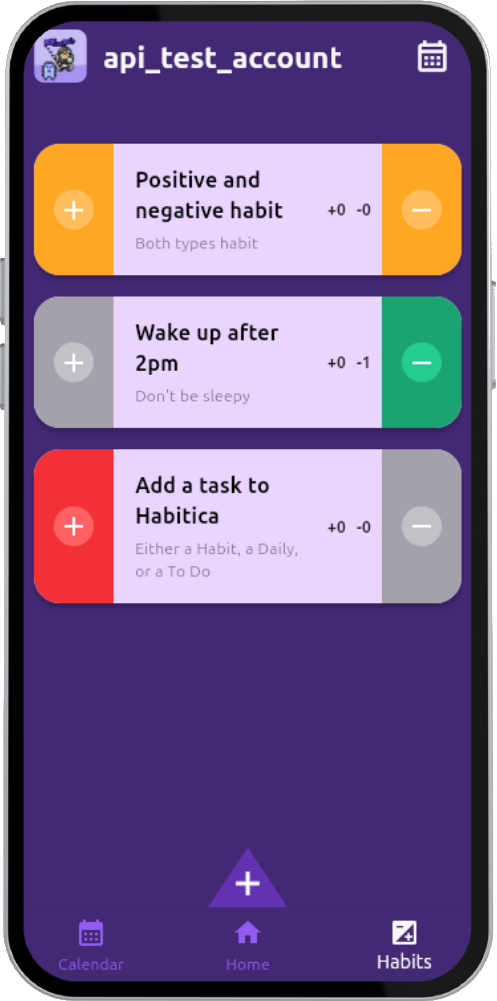 api_test_account
Positive and
negative habit
+0 -0
Both types habit
Wake up after
2pm
+0 -1
Don't be sleepy
Add a task to
Habitica
+0 -0
Either a Habit, a Daily,
or a To Do
Calendar
Home
Habits